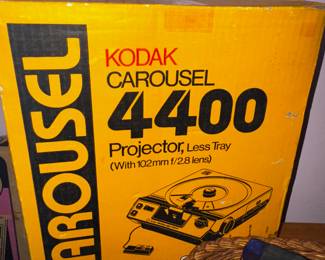 CAROUSEL
KODAK
CAROUSEL
4400
Projector, Less Tray
(With 102mm f/2.8 lens)